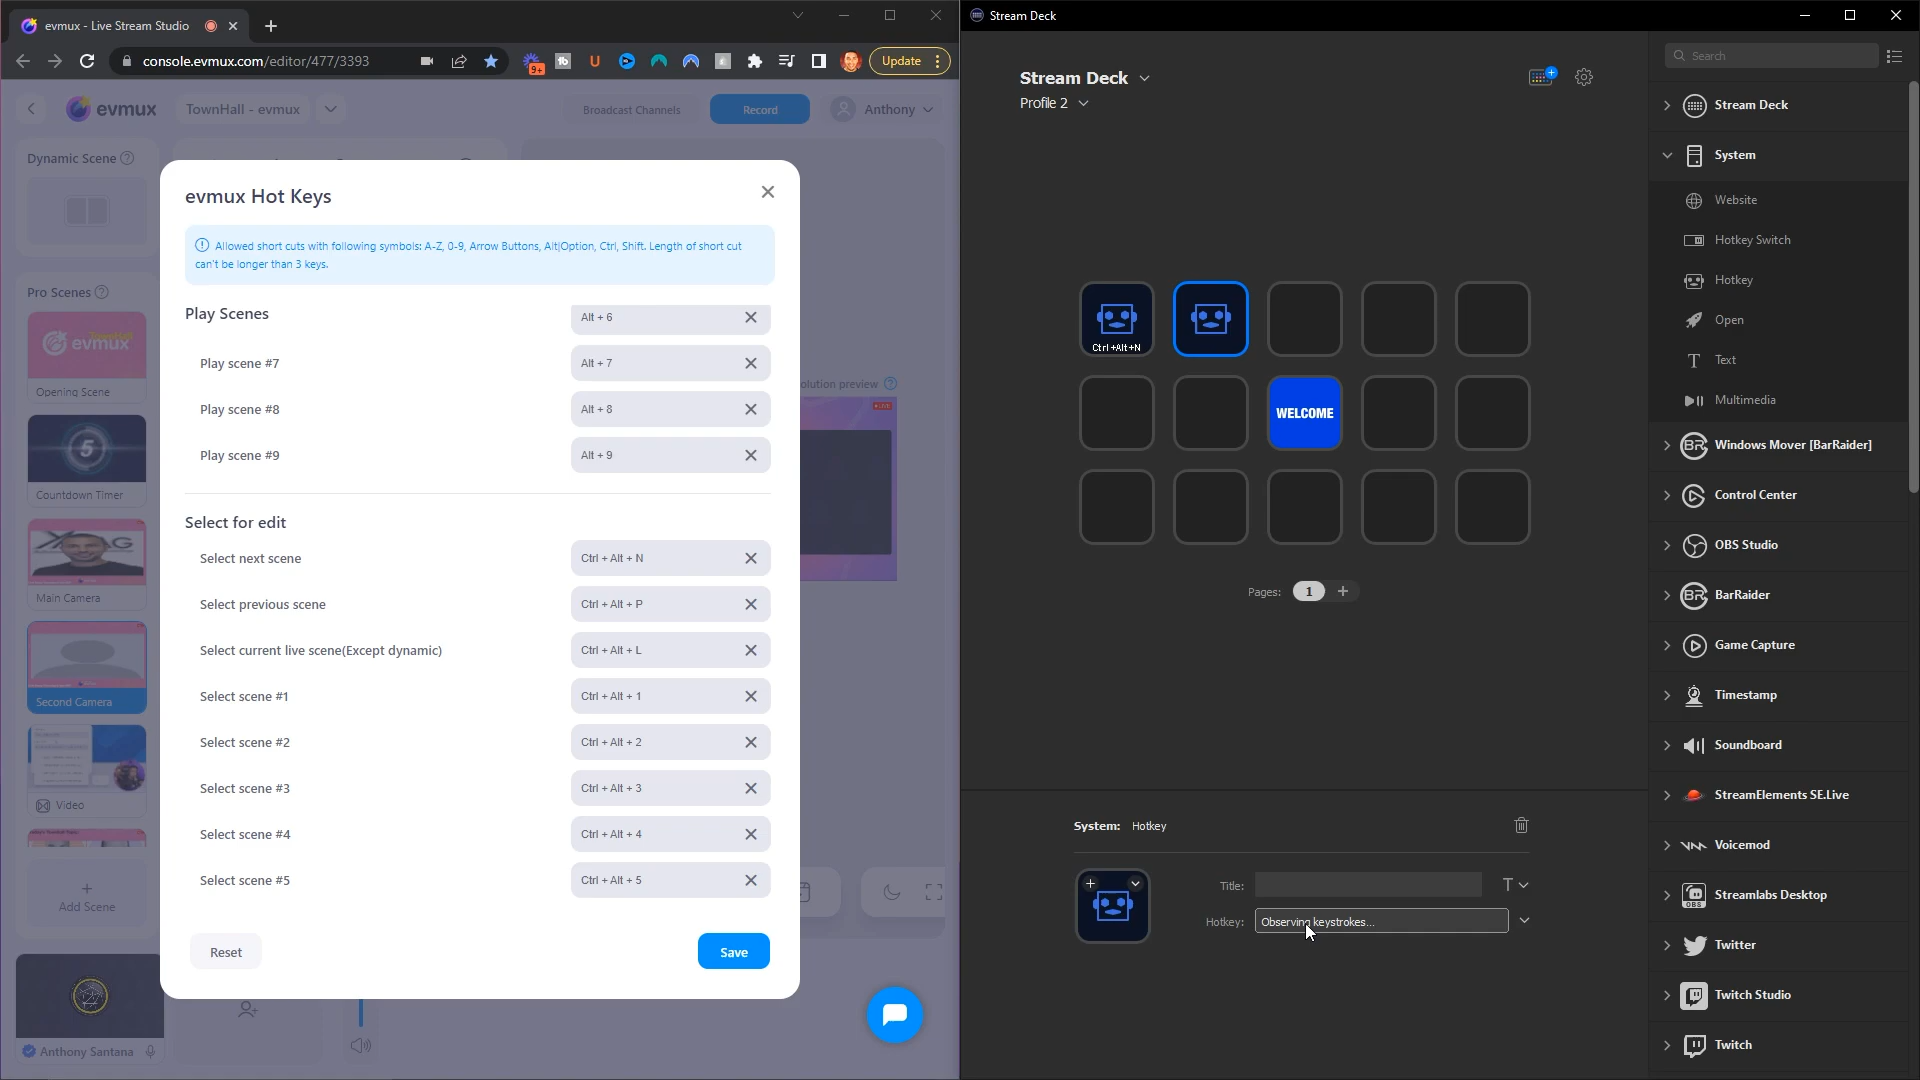 evmux - Live Stream Studio
console.evmux.com/editor/477/3393
9+
Update
evmux
TownHall - evmux
Broadcast Channels
Record
Anthony
Dynamic Scene
Pro Scenes
evmux
Opening Scene
5
Countdown Timer
Main Camera
Second Camera
Video
Add Scene
Anthony Santana
olution preview
evmux Hot Keys
Allowed short cuts with following symbols: A-Z, 0-9, Arrow Buttons, Alt|Option, Ctrl, Shift. Length of short cut
can't be longer than 3 keys.
Play Scenes
Alt + 6
Play scene #7 Alt + 7
Play scene #8 Alt + 8
Play scene #9 Alt + 9
Select for edit
Select next scene Ctrl + Alt + N
Select previous scene Ctrl + Alt + P
Select current live scene(Except dynamic) Ctrl + Alt + L
Select scene #1 Ctrl + Alt + 1
Select scene #2 Ctrl + Alt + 2
Select scene #3 Ctrl + Alt + 3
Select scene #4 Ctrl + Alt + 4
Select scene #5 Ctrl + Alt + 5
Reset
Save
Stream Deck
Stream Deck
Profile 2
Ctrl +Alt+N
WELCOME
Pages: 1 +
System: Hotkey
Title: T
Hotkey: Observing keystrokes...
Search
Stream Deck
System
Website
Hotkey Switch
Hotkey
Open
Text
Multimedia
Windows Mover [BarRaider]
Control Center
OBS Studio
BarRaider
Game Capture
Timestamp
Soundboard
StreamElements SE.Live
Voicemod
Streamlabs Desktop
Twitter
Twitch Studio
Twitch